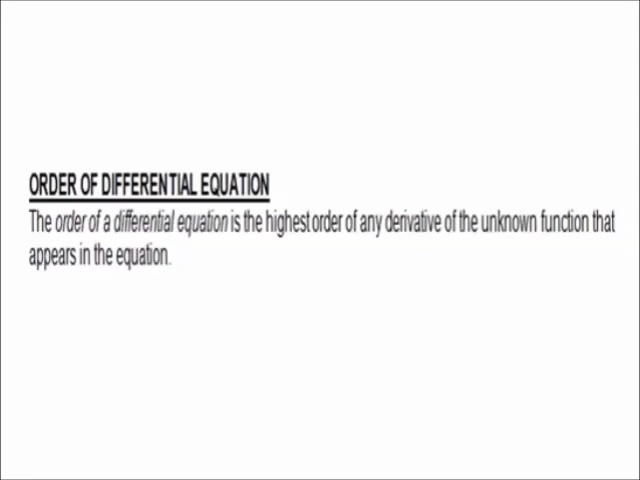 ORDER OF DIFFERENTIAL EQUATION
The order of a differential equation is the highest order of any derivative of the unknown function that
appears in the equation.